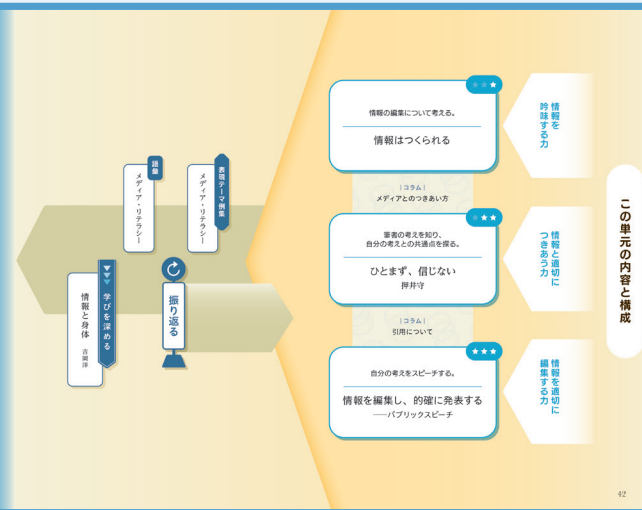 この単元の内容と構成
情報を
吟味する力
情報の編集について考える。
情報はつくられる
｜コラム｜
メディアとのつきあい方
情報と適切に
つきあう力
筆者の考えを知り、
自分の考えとの共通点を探る。
ひとまず、信じない
押井守
｜コラム｜
引用について
情報を適切に
編集する力
自分の考えをスピーチする。
情報を編集し、的確に発表する
──パブリックスピーチ
振り返る
表現テーマ例集
メディア・リテラシー
語彙
メディア・リテラシー
学びを深める
情報と身体 吉岡洋
42